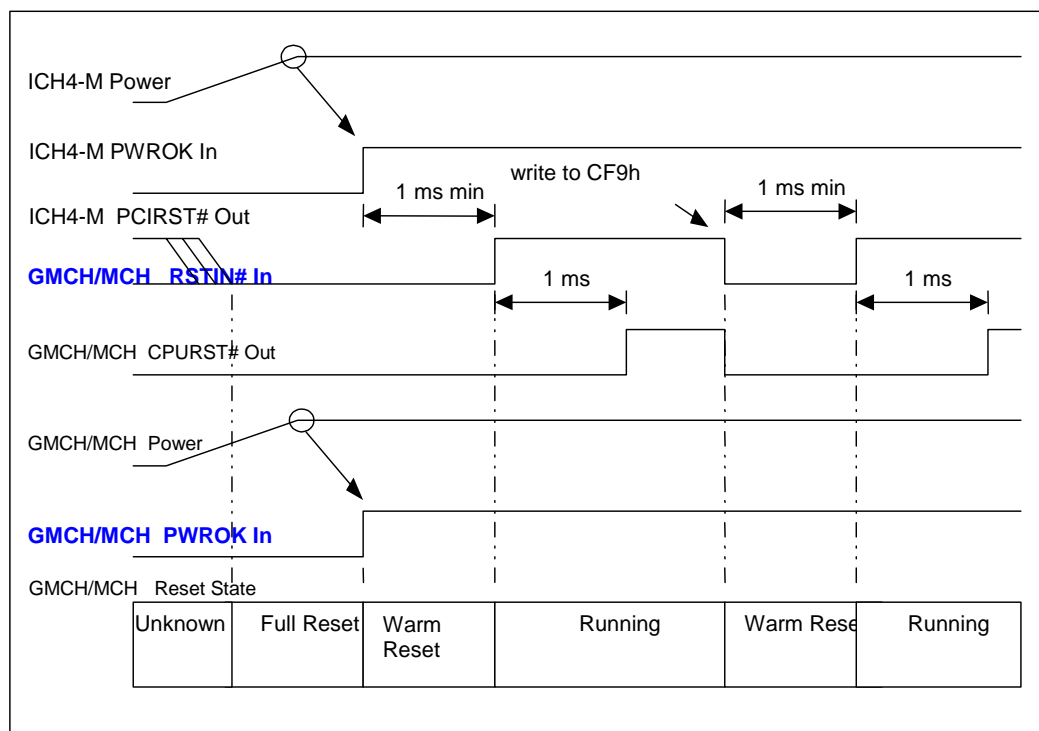 ICH4-M Power
ICH4-M PWROK In
write to CF9h
1 ms min
1 ms min
ICH4-M PCIRST# Out
GMCH/MCH RSTIN# In
1 ms
1 ms
GMCH/MCH CPURST# Out
GMCH/MCH Power
GMCH/MCH PWROK In
GMCH/MCH Reset State
Unknown
Full Reset
Warm
Reset
Running
Warm Rese
Running